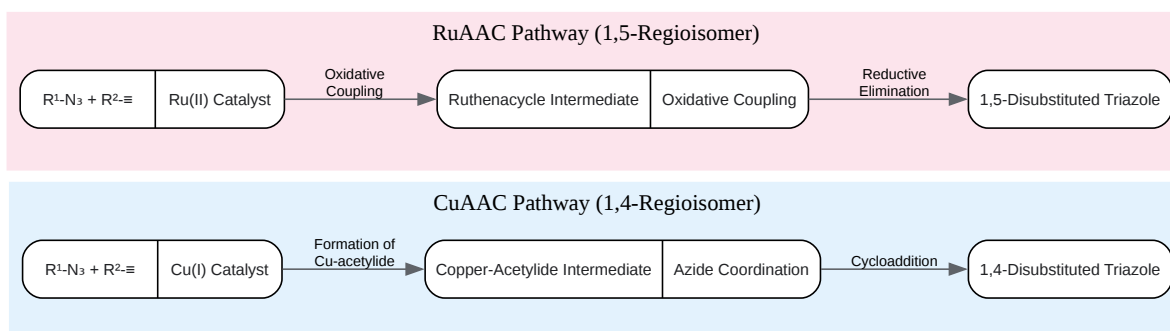 RuAAC Pathway (1,5-Regioisomer)
R¹-N₃ + R²-≡
Ru(II) Catalyst
Oxidative
Coupling
Ruthenacycle Intermediate
Oxidative Coupling
Reductive
Elimination
1,5-Disubstituted Triazole
CuAAC Pathway (1,4-Regioisomer)
R¹-N₃ + R²-≡
Cu(I) Catalyst
Formation of
Cu-acetylide
Copper-Acetylide Intermediate
Azide Coordination
Cycloaddition
1,4-Disubstituted Triazole